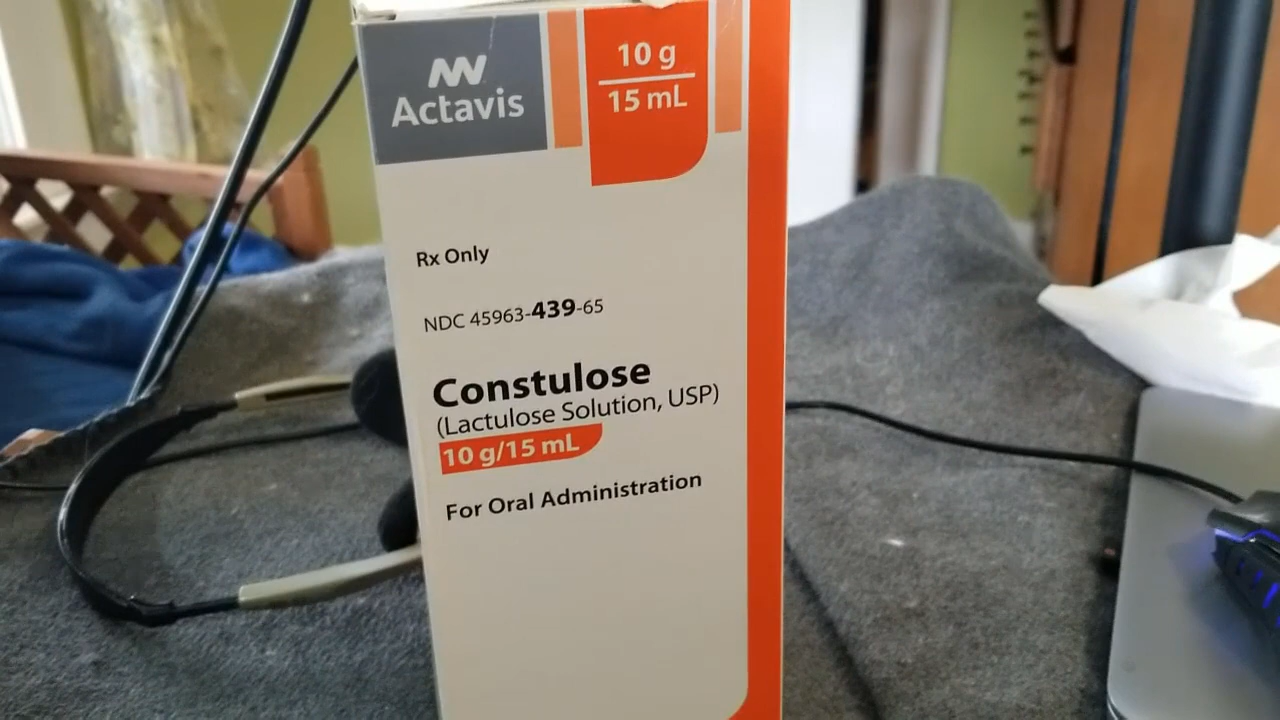 Actavis
10 g
15 mL
Rx Only
NDC 45963-439-65
Constulose
(Lactulose Solution, USP)
10 g/15 mL
For Oral Administration